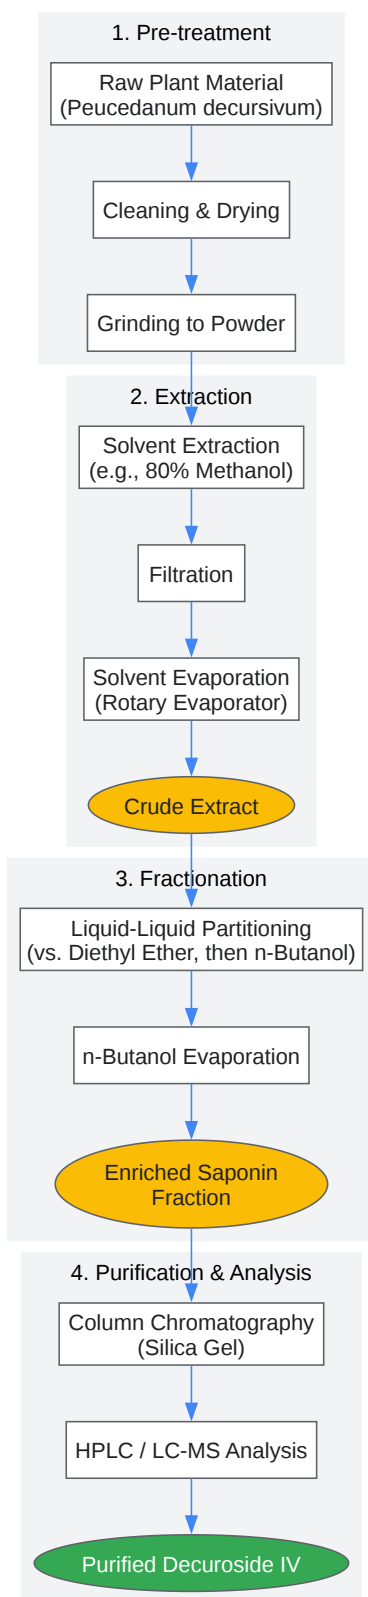 1. Pre-treatment
Raw Plant Material
(Peucedanum decursivum)
Cleaning & Drying
Grinding to Powder
2. Extraction
Solvent Extraction
(e.g., 80% Methanol)
Filtration
Solvent Evaporation
(Rotary Evaporator)
Crude Extract
3. Fractionation
Liquid-Liquid Partitioning
(vs. Diethyl Ether, then n-Butanol)
n-Butanol Evaporation
Enriched Saponin
Fraction
4. Purification & Analysis
Column Chromatography
(Silica Gel)
HPLC / LC-MS Analysis
Purified Decuroside IV